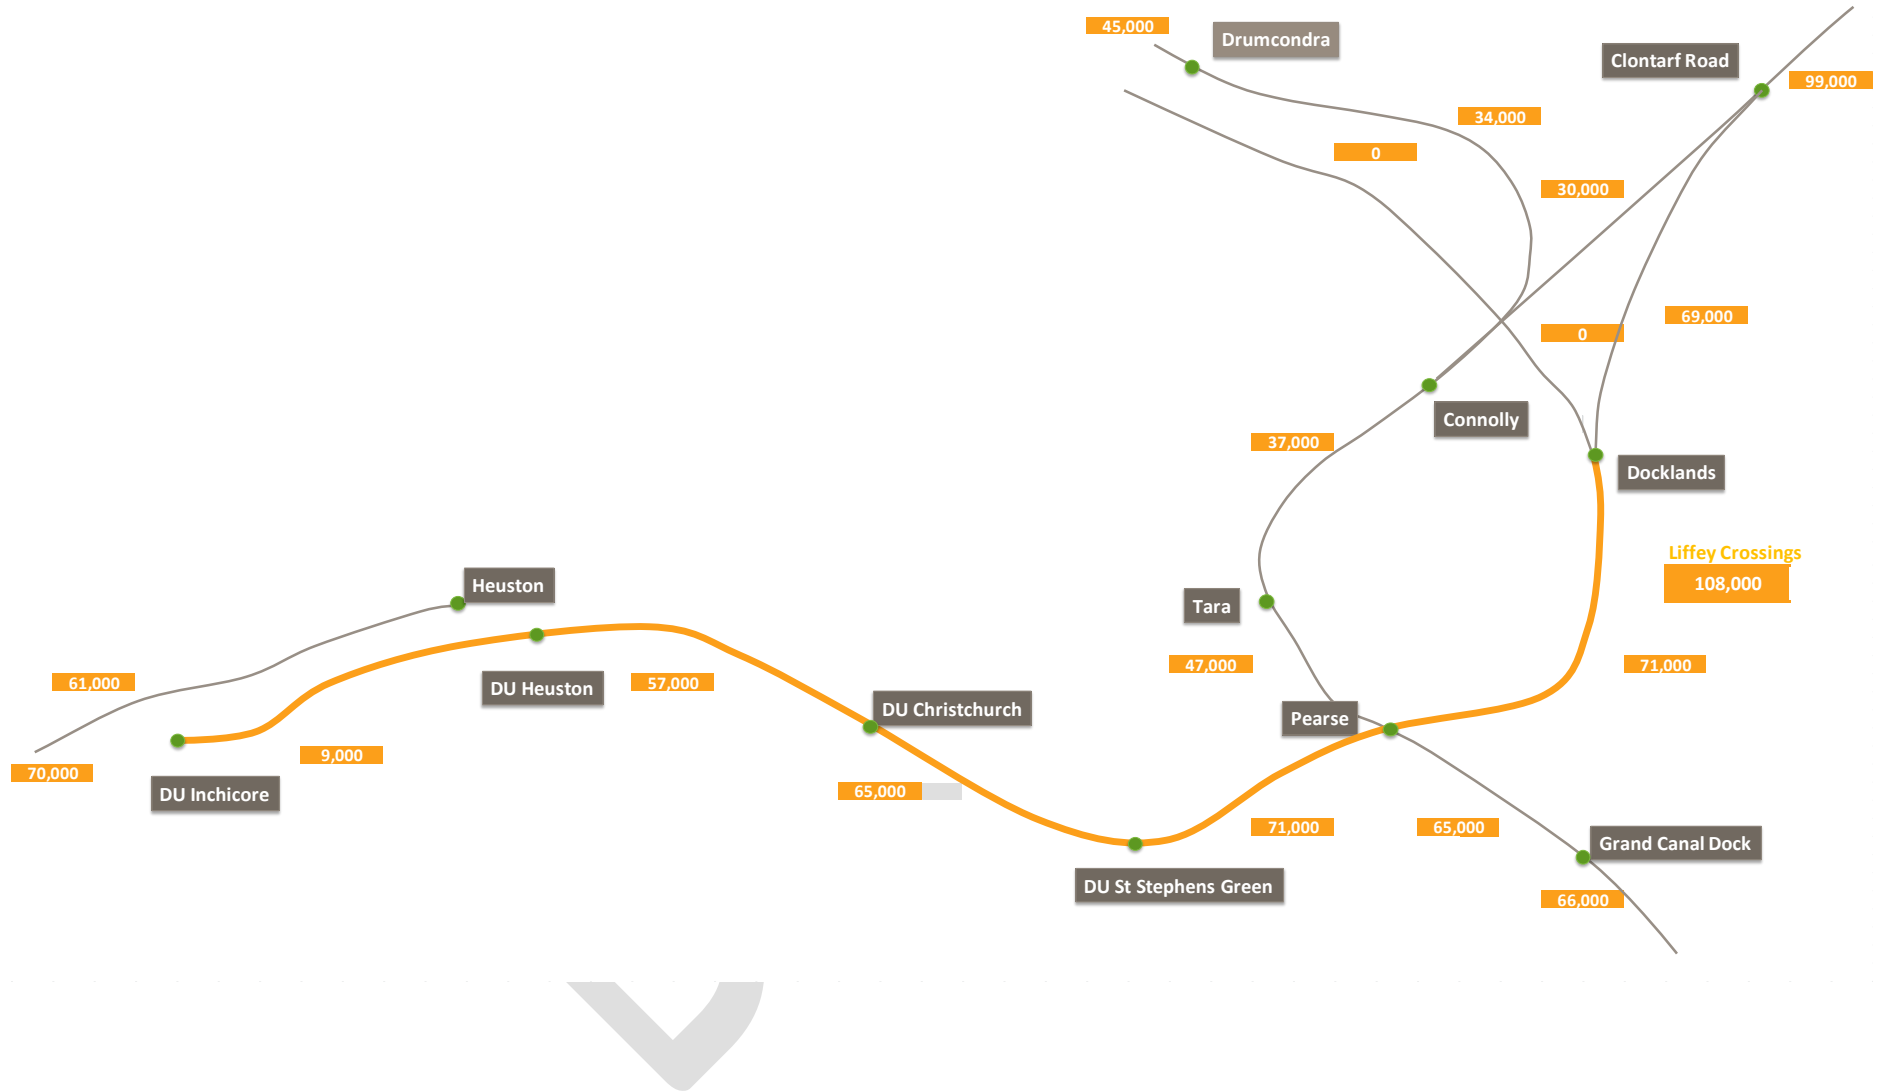 45,000
Drumcondra
Clontarf Road
99,000
34,000
0
30,000
69,000
0
Connolly
37,000
Docklands
Liffey Crossings
108,000
Heuston
Tara
47,000
71,000
61,000
DU Heuston
57,000
DU Christchurch
Pearse
9,000
70,000
DU Inchicore
65,000
71,000
65,000
Grand Canal Dock
DU St Stephens Green
66,000